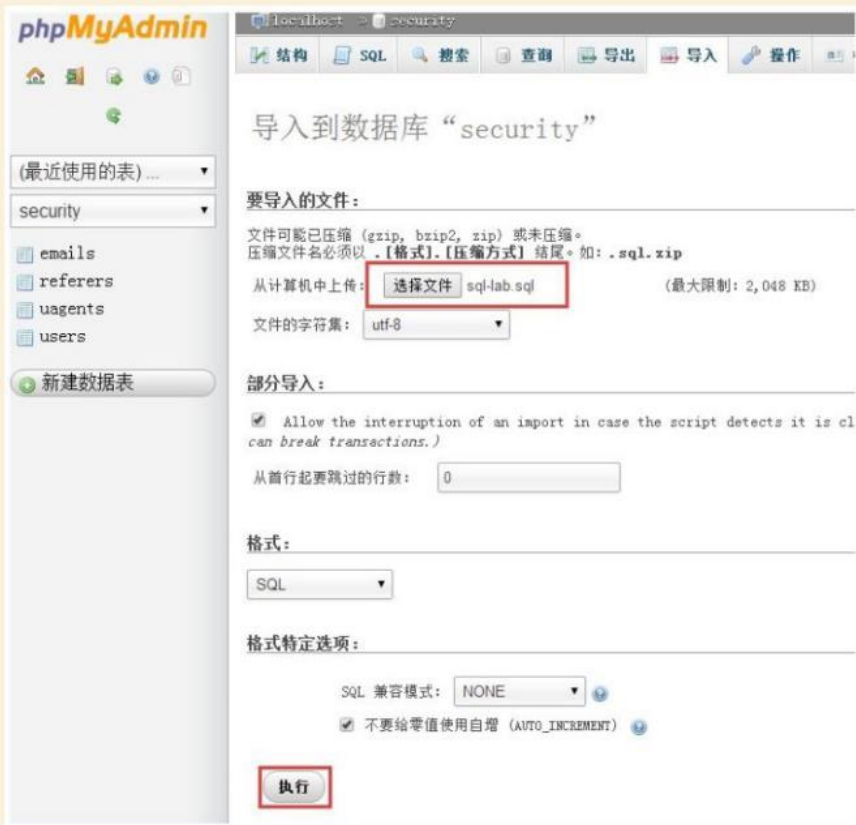 phpMyAdmin
localhost » security
结构 SQL 搜索 查询 导出 导入 操作
导入到数据库“security”
(最近使用的表) ...
security
emails
referers
uagents
users
新建数据表
要导入的文件：
文件可能已压缩 (gzip, bzip2, zip) 或未压缩。
压缩文件名必须以 .[格式].[压缩方式] 结尾。如：.sql.zip
从计算机中上传： 选择文件 sql-lab.sql (最大限制：2,048 KB)
文件的字符集： utf-8
部分导入：
Allow the interruption of an import in case the script detects it is cl
can break transactions.)
从首行起要跳过的行数： 0
格式：
SQL
格式特定选项：
SQL 兼容模式： NONE
不要给零值使用自增 (AUTO_INCREMENT)
执行